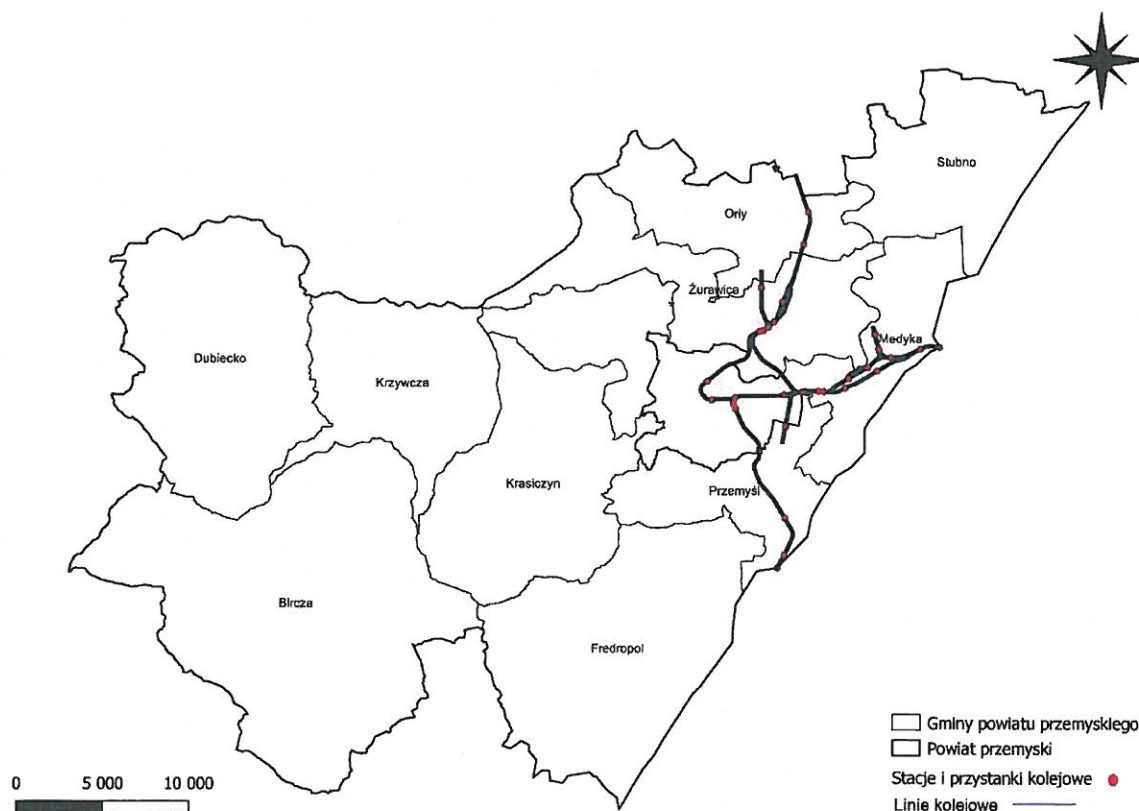 Stubno
Orły
Żurawica
Medyka
Dubiecko
Krzywcza
Krasiczyn
Przemyśl
Bircza
Fredropol
Gminy powiatu przemyskiego
Powiat przemyski
Stacje i przystanki kolejowe
Linie kolejowe
0 5 000 10 000